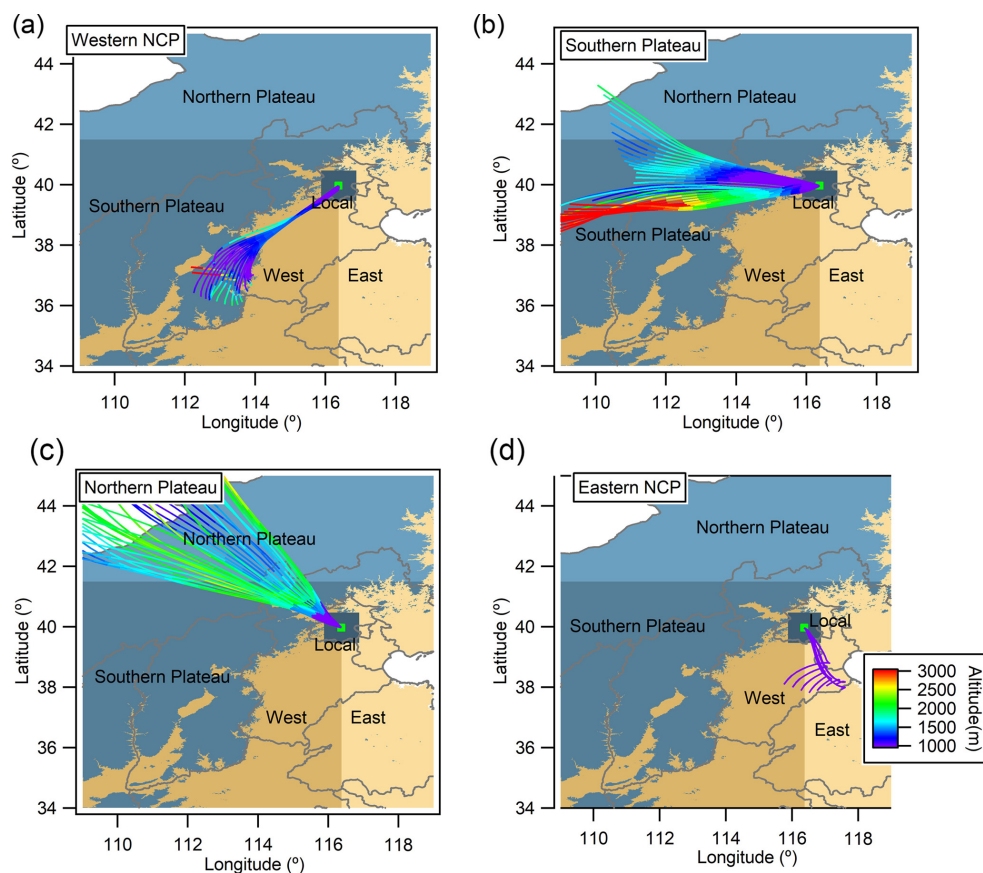 (a)
Western NCP
44
42
40
38
36
34
Latitude (º)
Northern Plateau
Southern Plateau
Local
West
East
110
112
114
116
118
Longitude (º)
(b)
Southern Plateau
44
42
40
38
36
34
Latitude (º)
Northern Plateau
Local
Southern Plateau
West
East
110
112
114
116
118
Longitude (º)
(c)
Northern Plateau
44
42
40
38
36
34
Latitude (º)
Northern Plateau
Local
Southern Plateau
West
East
110
112
114
116
118
Longitude (º)
(d)
Eastern NCP
44
42
40
38
36
34
Latitude (º)
Northern Plateau
Southern Plateau
Local
West
East
110
112
114
116
118
Longitude (º)
3000
2500
2000
1500
1000
Altitude(m)